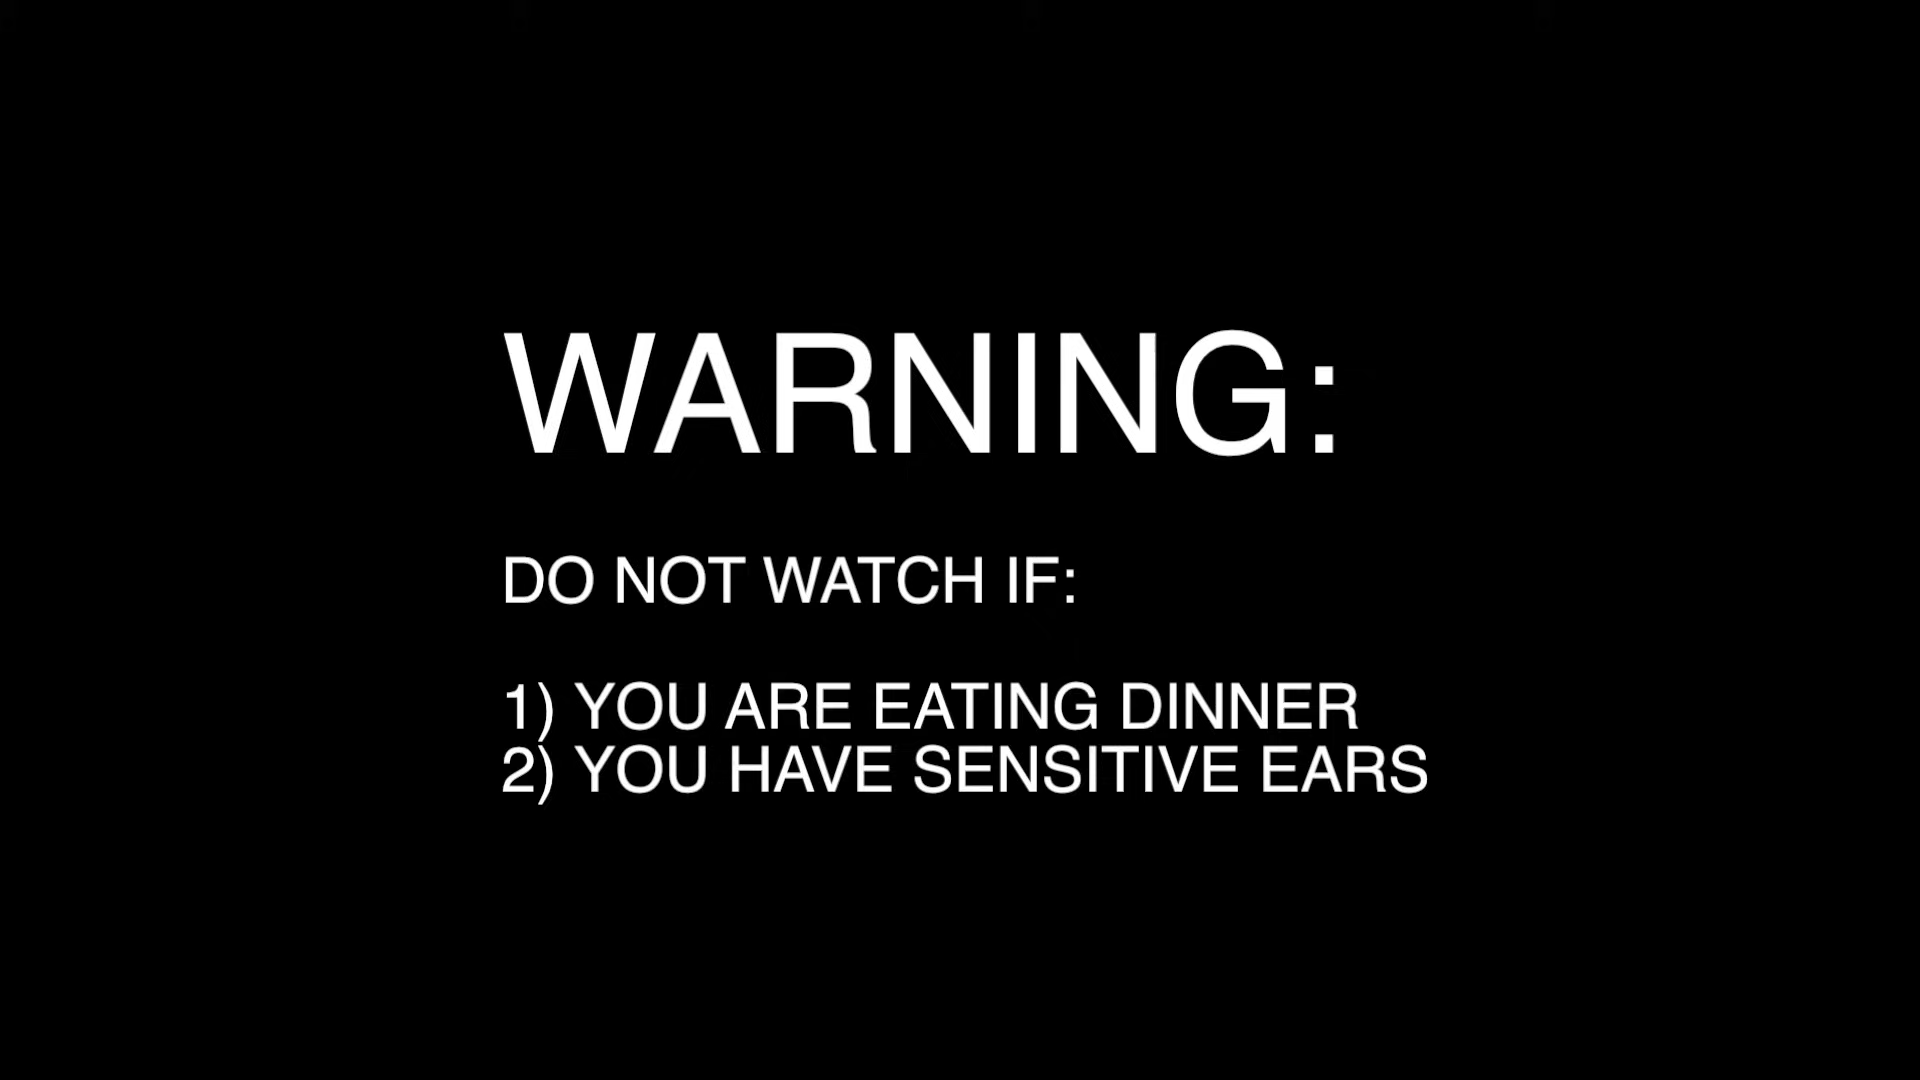 WARNING:
DO NOT WATCH IF:
1) YOU ARE EATING DINNER
2) YOU HAVE SENSITIVE EARS